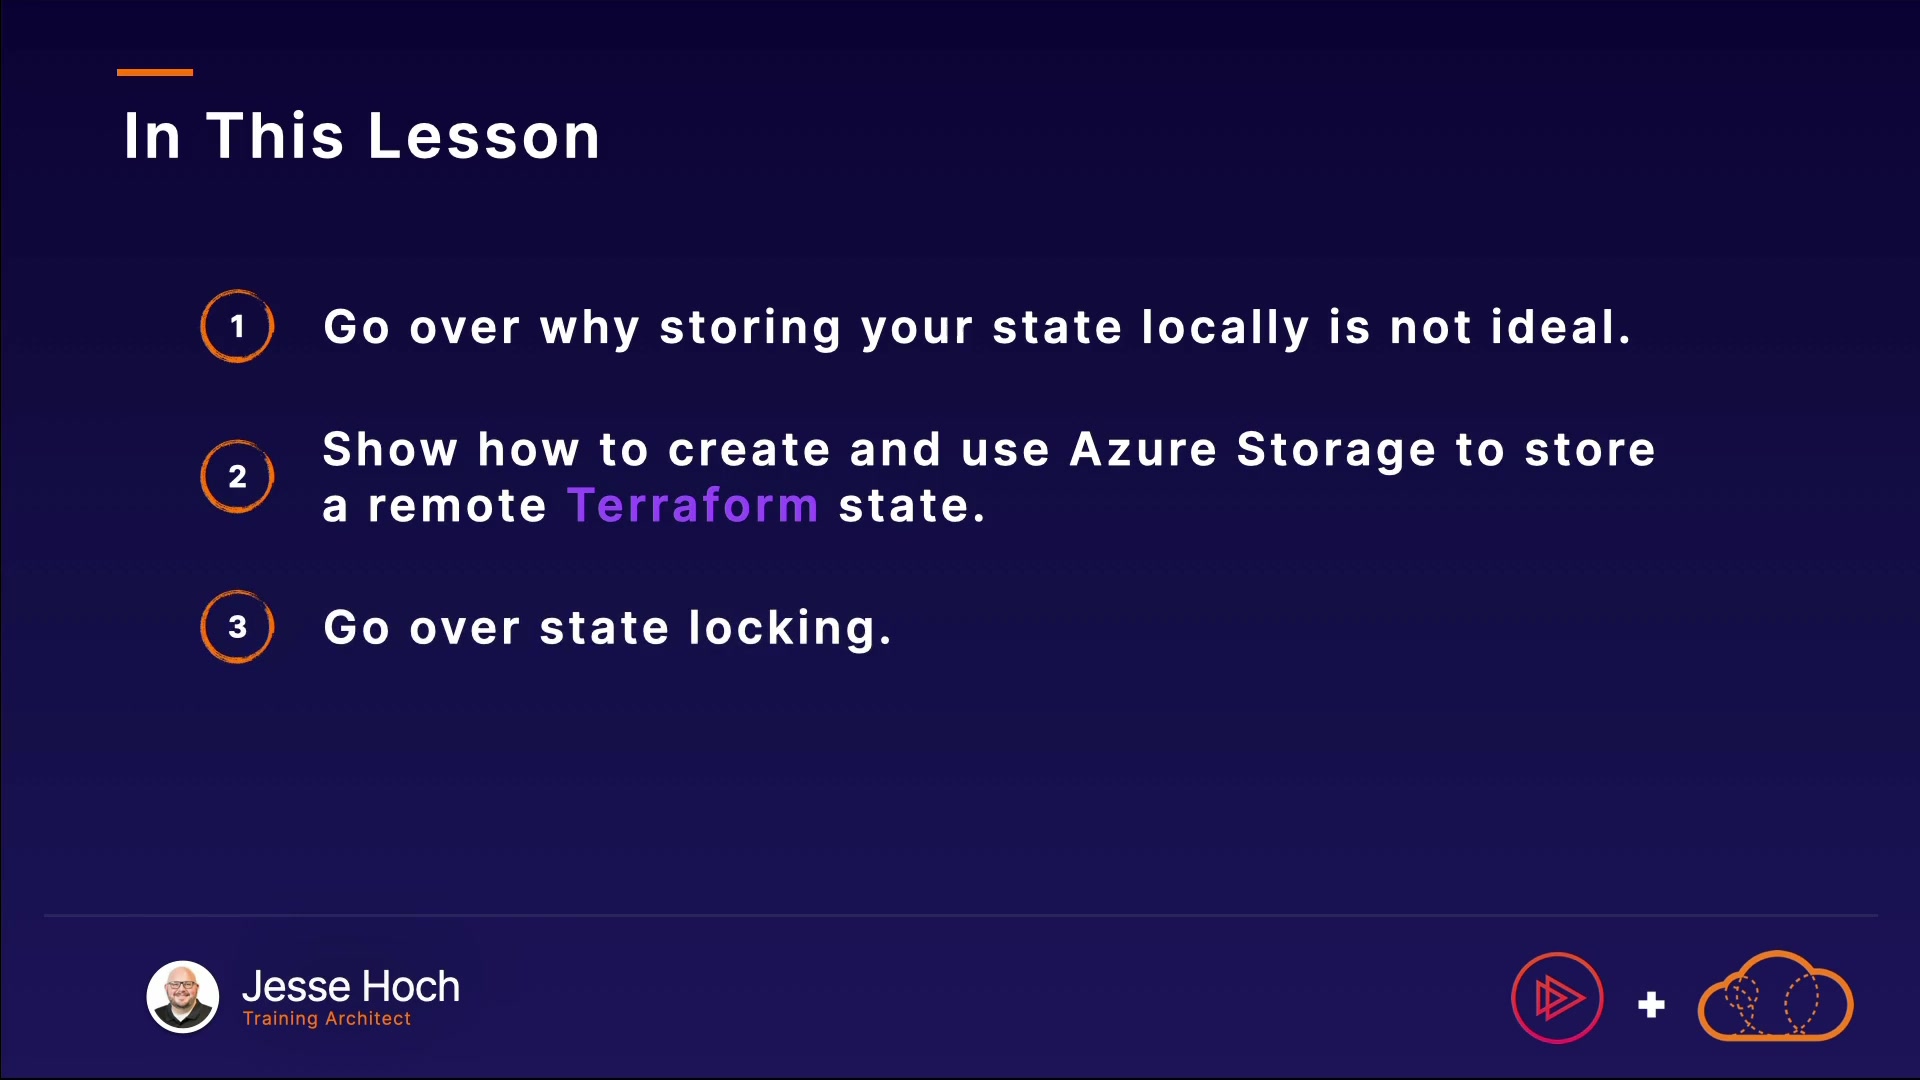 In This Lesson
1
Go over why storing your state locally is not ideal.
2
Show how to create and use Azure Storage to store
a remote Terraform state.
3
Go over state locking.
Jesse Hoch
Training Architect